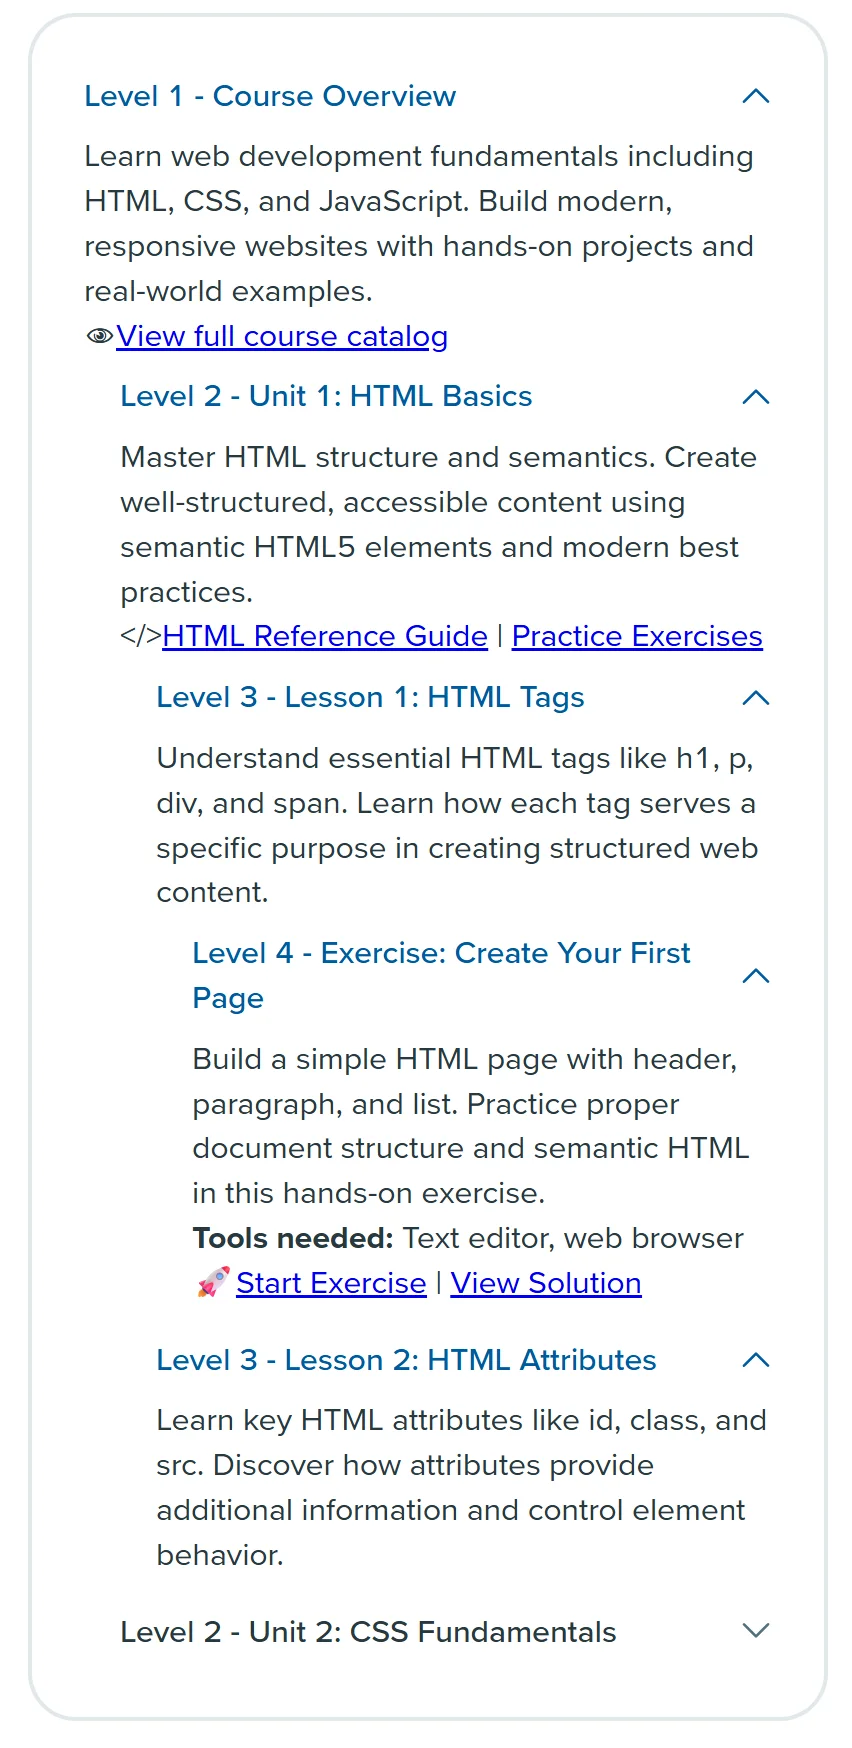 Level 1 - Course Overview
Learn web development fundamentals including
HTML, CSS, and JavaScript. Build modern,
responsive websites with hands-on projects and
real-world examples.
👁View full course catalog
Level 2 - Unit 1: HTML Basics
Master HTML structure and semantics. Create
well-structured, accessible content using
semantic HTML5 elements and modern best
practices.
</>HTML Reference Guide | Practice Exercises
Level 3 - Lesson 1: HTML Tags
Understand essential HTML tags like h1, p,
div, and span. Learn how each tag serves a
specific purpose in creating structured web
content.
Level 4 - Exercise: Create Your First
Page
Build a simple HTML page with header,
paragraph, and list. Practice proper
document structure and semantic HTML
in this hands-on exercise.
Tools needed: Text editor, web browser
🚀Start Exercise | View Solution
Level 3 - Lesson 2: HTML Attributes
Learn key HTML attributes like id, class, and
src. Discover how attributes provide
additional information and control element
behavior.
Level 2 - Unit 2: CSS Fundamentals